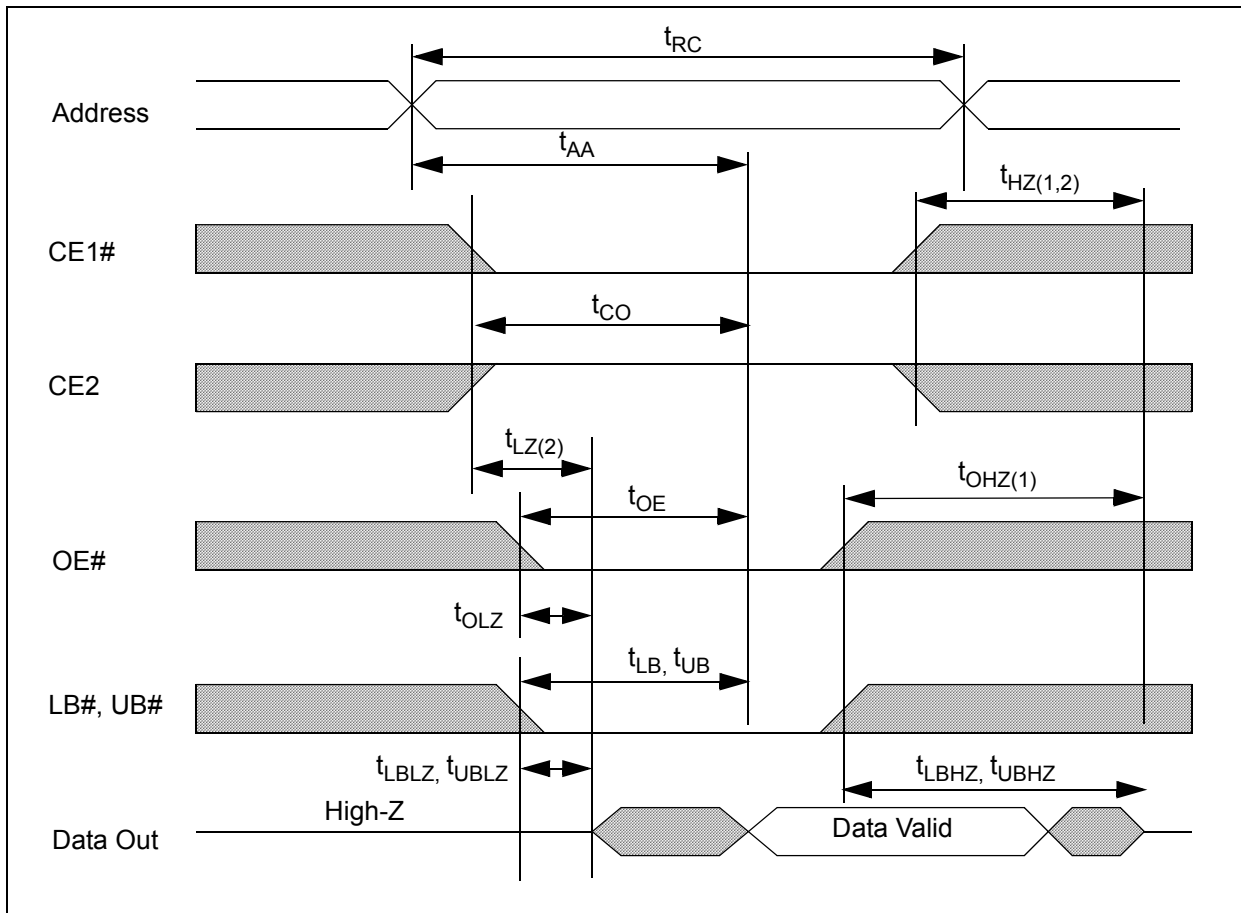 tRC
Address
tAA
tHZ(1,2)
CE1#
tCO
CE2
tLZ(2)
tOHZ(1)
tOE
OE#
tOLZ
tLB, tUB
LB#, UB#
tLBLZ, tUBLZ
tLBHZ, tUBHZ
High-Z
Data Valid
Data Out